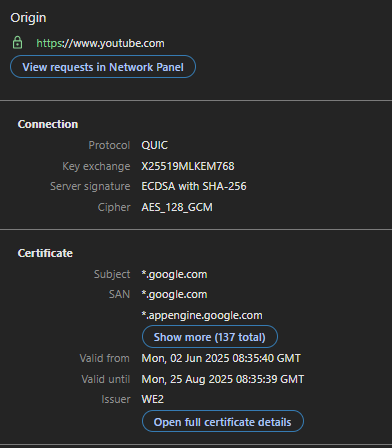 Origin
https://www.youtube.com
View requests in Network Panel
Connection
Protocol QUIC
Key exchange X25519MLKEM768
Server signature ECDSA with SHA-256
Cipher AES_128_GCM
Certificate
Subject *.google.com
SAN *.google.com
*.appengine.google.com
Show more (137 total)
Valid from Mon, 02 Jun 2025 08:35:40 GMT
Valid until Mon, 25 Aug 2025 08:35:39 GMT
Issuer WE2
Open full certificate details